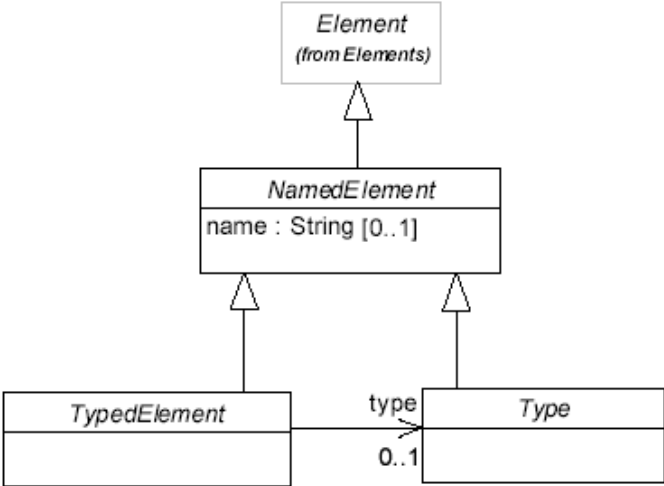 Element
(from Elements)
NamedElement
name : String [0..1]
TypedElement
type
Type
0..1